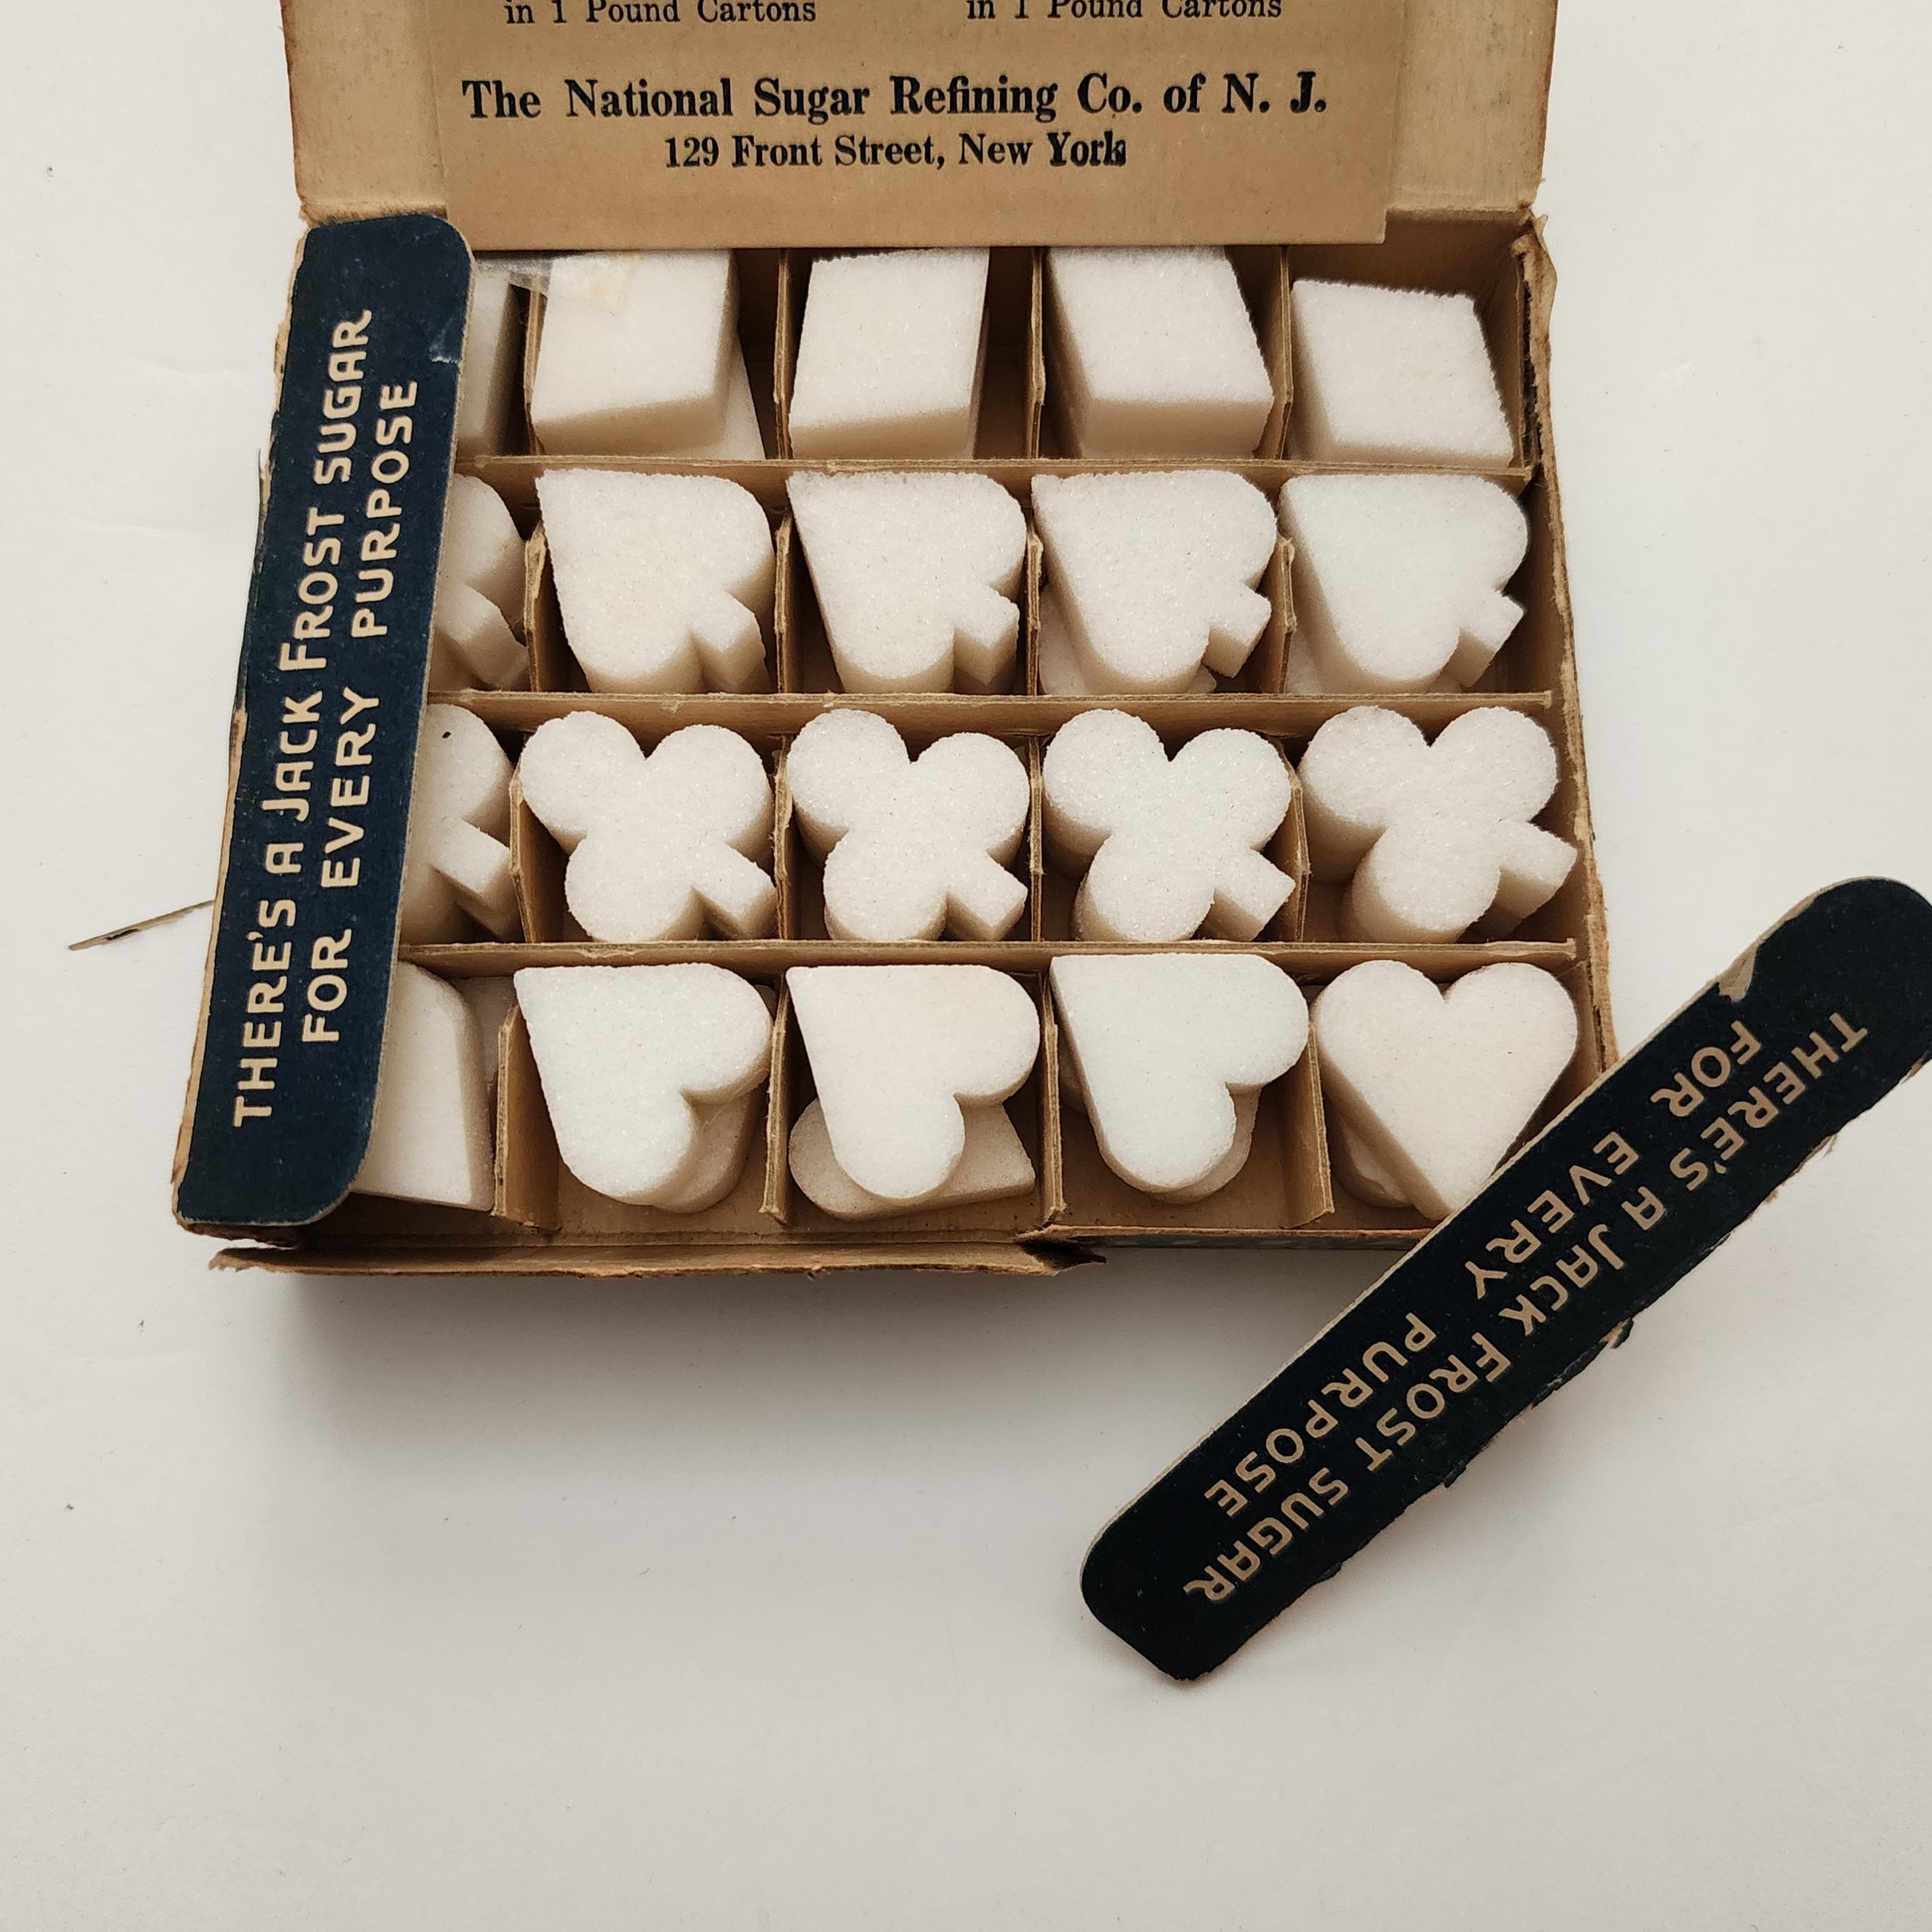 in 1 Pound Cartons in 1 Pound Cartons
The National Sugar Refining Co. of N. J.
129 Front Street, New York
THERE'S A JACK FROST SUGAR
FOR EVERY PURPOSE
THERE'S A JACK FROST SUGAR
FOR EVERY PURPOSE